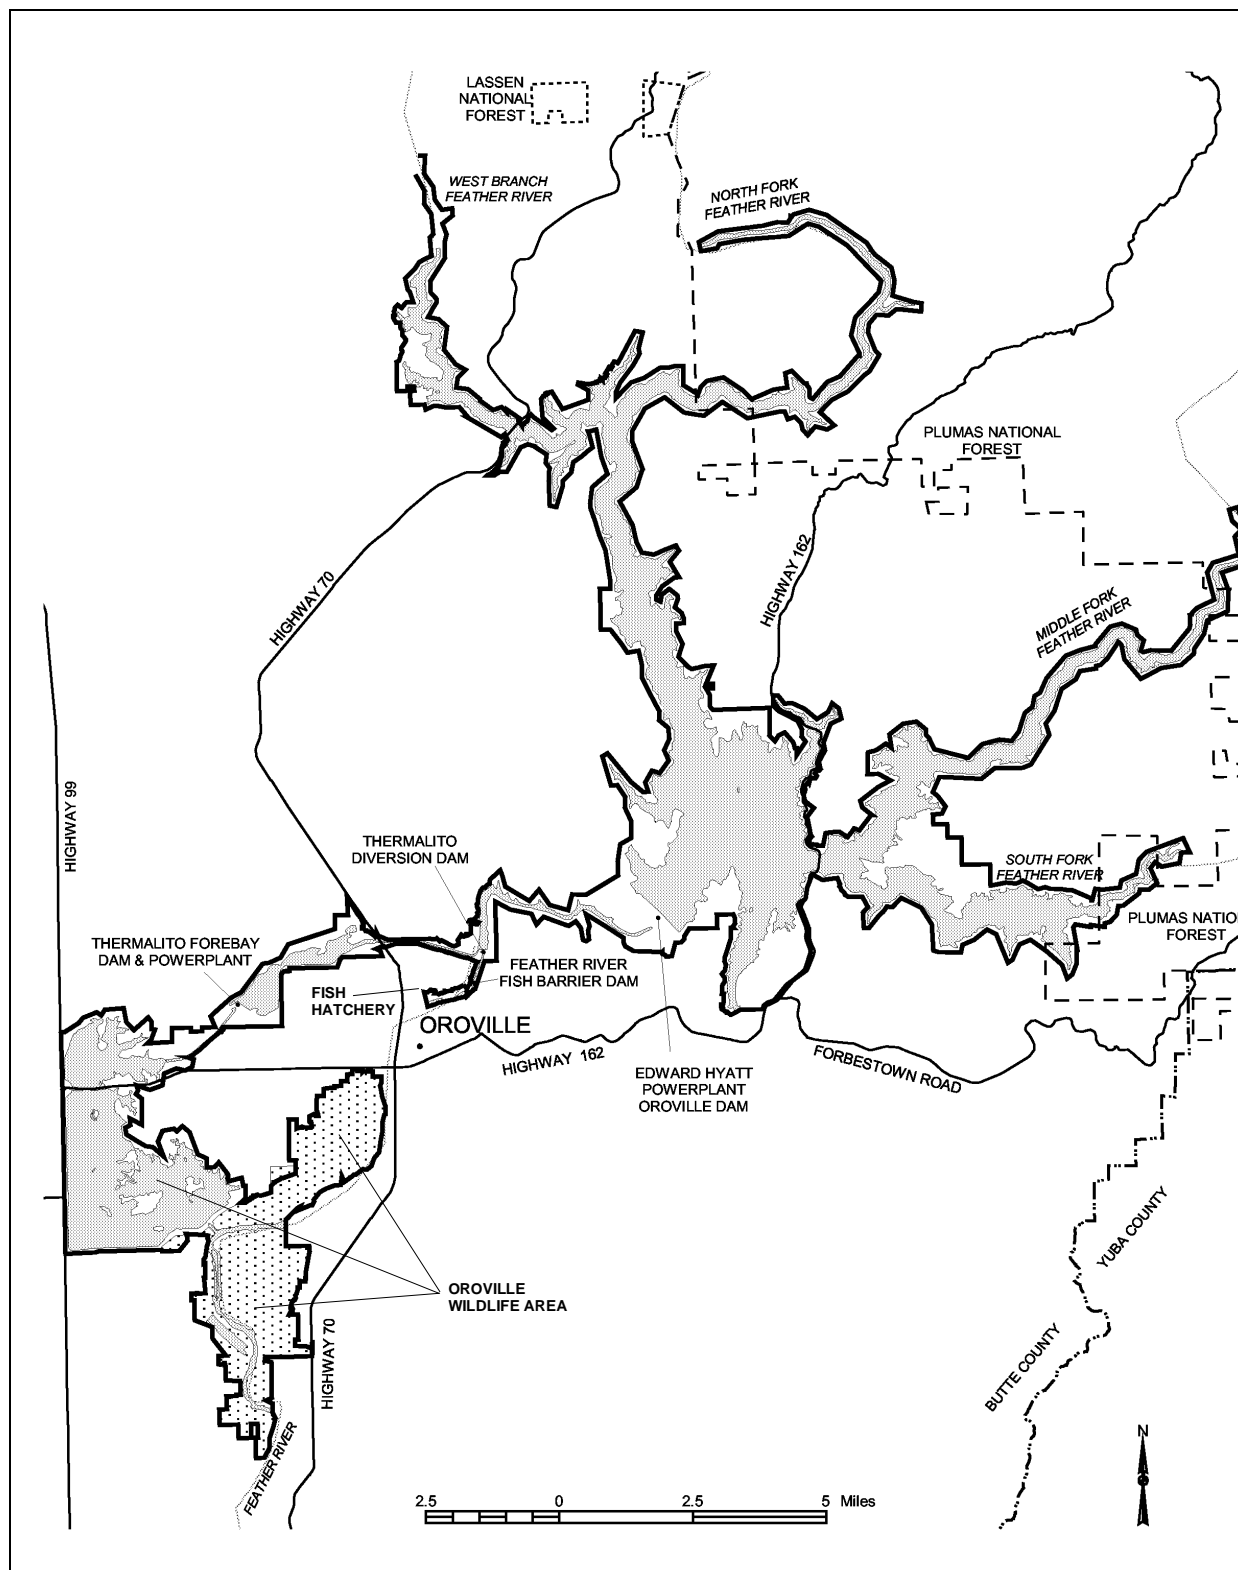 LASSEN
NATIONAL
FOREST
WEST BRANCH
FEATHER RIVER
NORTH FORK
FEATHER RIVER
PLUMAS NATIONAL
FOREST
HIGHWAY 70
HIGHWAY 162
MIDDLE FORK
FEATHER RIVER
HIGHWAY 99
THERMALITO
DIVERSION DAM
SOUTH FORK
FEATHER RIVER
PLUMAS NATIO
FOREST
THERMALITO FOREBAY
DAM & POWERPLANT
FEATHER RIVER
FISH BARRIER DAM
FISH
HATCHERY
OROVILLE
HIGHWAY 162
FORBESTOWN ROAD
EDWARD HYATT
POWERPLANT
OROVILLE DAM
YUBA COUNTY
BUTTE COUNTY
OROVILLE
WILDLIFE AREA
HIGHWAY 70
FEATHER RIVER
N
2.5 0 2.5 5 Miles